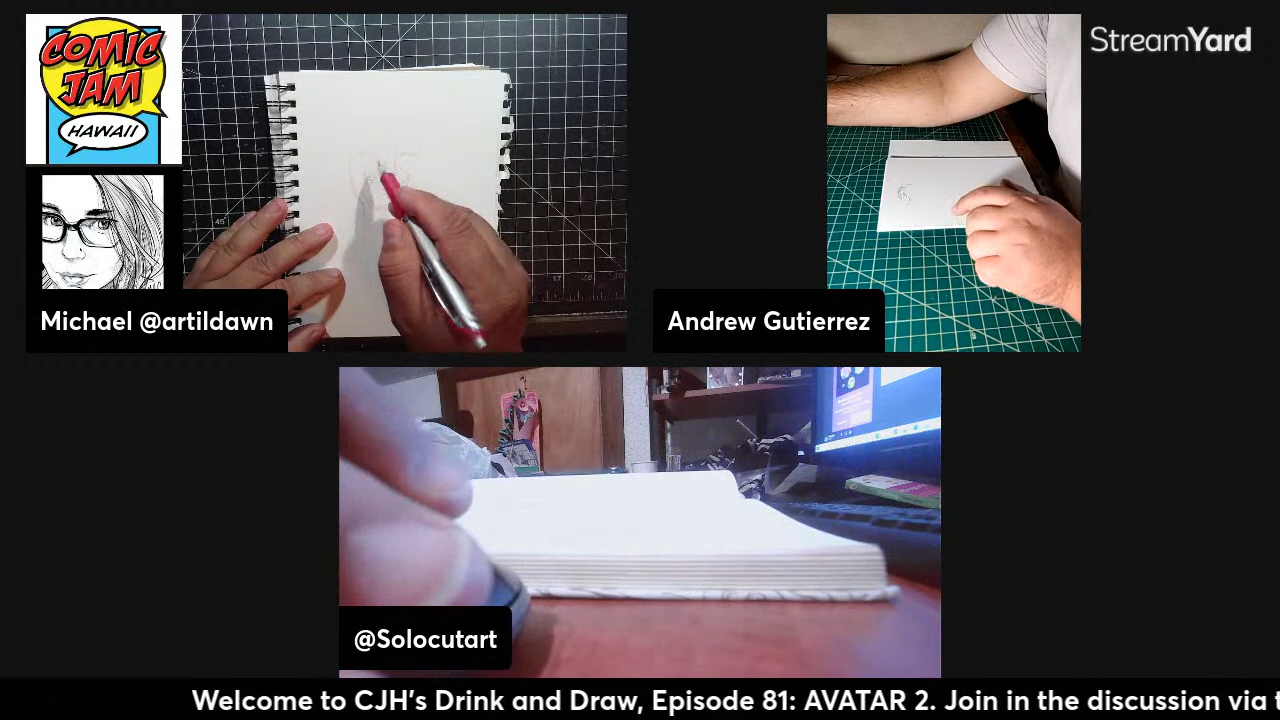 COMIC
JAM
HAWAII
StreamYard
Michael @artildawn
Andrew Gutierrez
@Solocutart
Welcome to CJH's Drink and Draw, Episode 81: AVATAR 2. Join in the discussion via